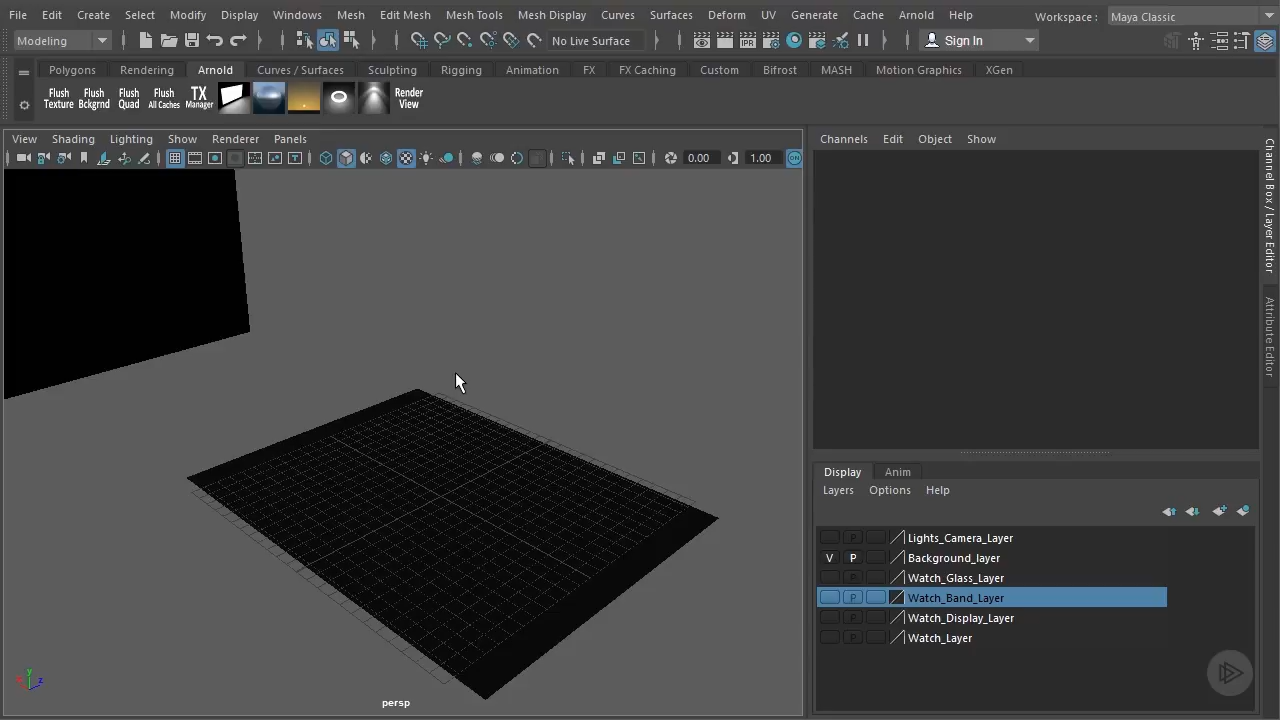 File Edit Create Select Modify Display Windows Mesh Edit Mesh Mesh Tools Mesh Display Curves Surfaces Deform UV Generate Cache Arnold Help Workspace : Maya Classic
Modeling No Live Surface Sign In
Polygons Rendering Arnold Curves / Surfaces Sculpting Rigging Animation FX FX Caching Custom Bifrost MASH Motion Graphics XGen
Flush Texture Flush Bckgrnd Flush Quad Flush All Caches TX Manager Render View
View Shading Lighting Show Renderer Panels
0.00 1.00 ON
Channels Edit Object Show
Channel Box / Layer Editor
Attribute Editor
Display Anim
Layers Options Help
P Lights_Camera_Layer
V P Background_layer
P Watch_Glass_Layer
P Watch_Band_Layer
P Watch_Display_Layer
P Watch_Layer
y
x z
persp